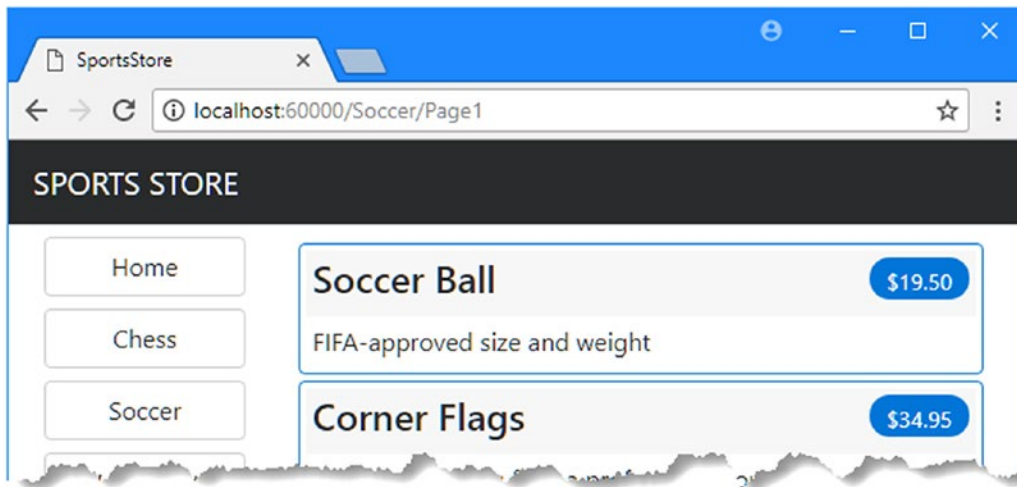 SportsStore
localhost:60000/Soccer/Page1
SPORTS STORE
Home
Chess
Soccer
Soccer Ball
$19.50
FIFA-approved size and weight
Corner Flags
$34.95